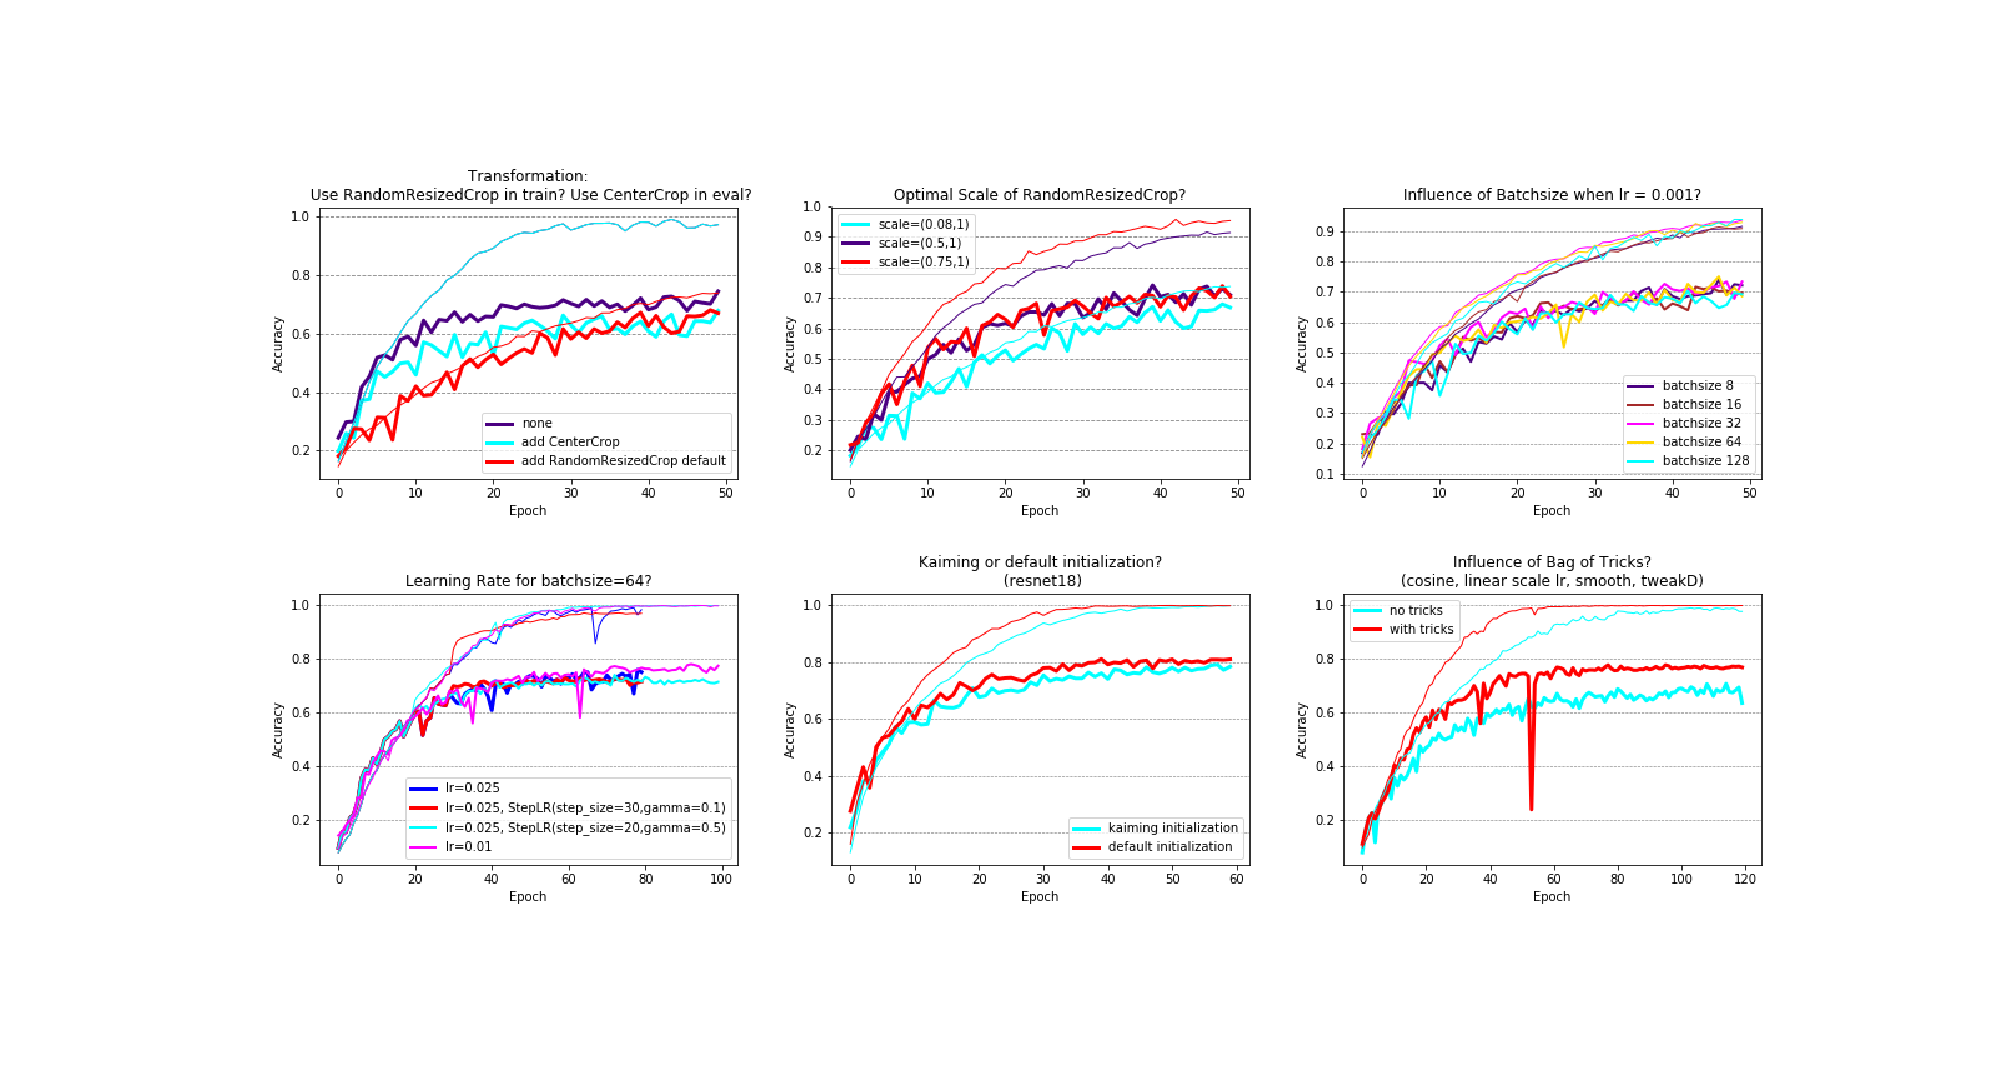 Transformation:
Use RandomResizedCrop in train? Use CenterCrop in eval?
1.0
0.8
0.6
0.4
0.2
Accuracy
none
add CenterCrop
add RandomResizedCrop default
0 10 20 30 40 50
Epoch
Optimal Scale of RandomResizedCrop?
1.0
0.9
0.8
0.7
0.6
0.5
0.4
0.3
0.2
Accuracy
scale=(0.08,1)
scale=(0.5,1)
scale=(0.75,1)
0 10 20 30 40 50
Epoch
Influence of Batchsize when lr = 0.001?
0.9
0.8
0.7
0.6
0.5
0.4
0.3
0.2
0.1
Accuracy
batchsize 8
batchsize 16
batchsize 32
batchsize 64
batchsize 128
0 10 20 30 40 50
Epoch
Learning Rate for batchsize=64?
1.0
0.8
0.6
0.4
0.2
Accuracy
lr=0.025
lr=0.025, StepLR(step_size=30,gamma=0.1)
lr=0.025, StepLR(step_size=20,gamma=0.5)
lr=0.01
0 20 40 60 80 100
Epoch
Kaiming or default initialization?
(resnet18)
1.0
0.8
0.6
0.4
0.2
Accuracy
kaiming initialization
default initialization
0 10 20 30 40 50 60
Epoch
Influence of Bag of Tricks?
(cosine, linear scale lr, smooth, tweakD)
1.0
0.8
0.6
0.4
0.2
Accuracy
no tricks
with tricks
0 20 40 60 80 100 120
Epoch